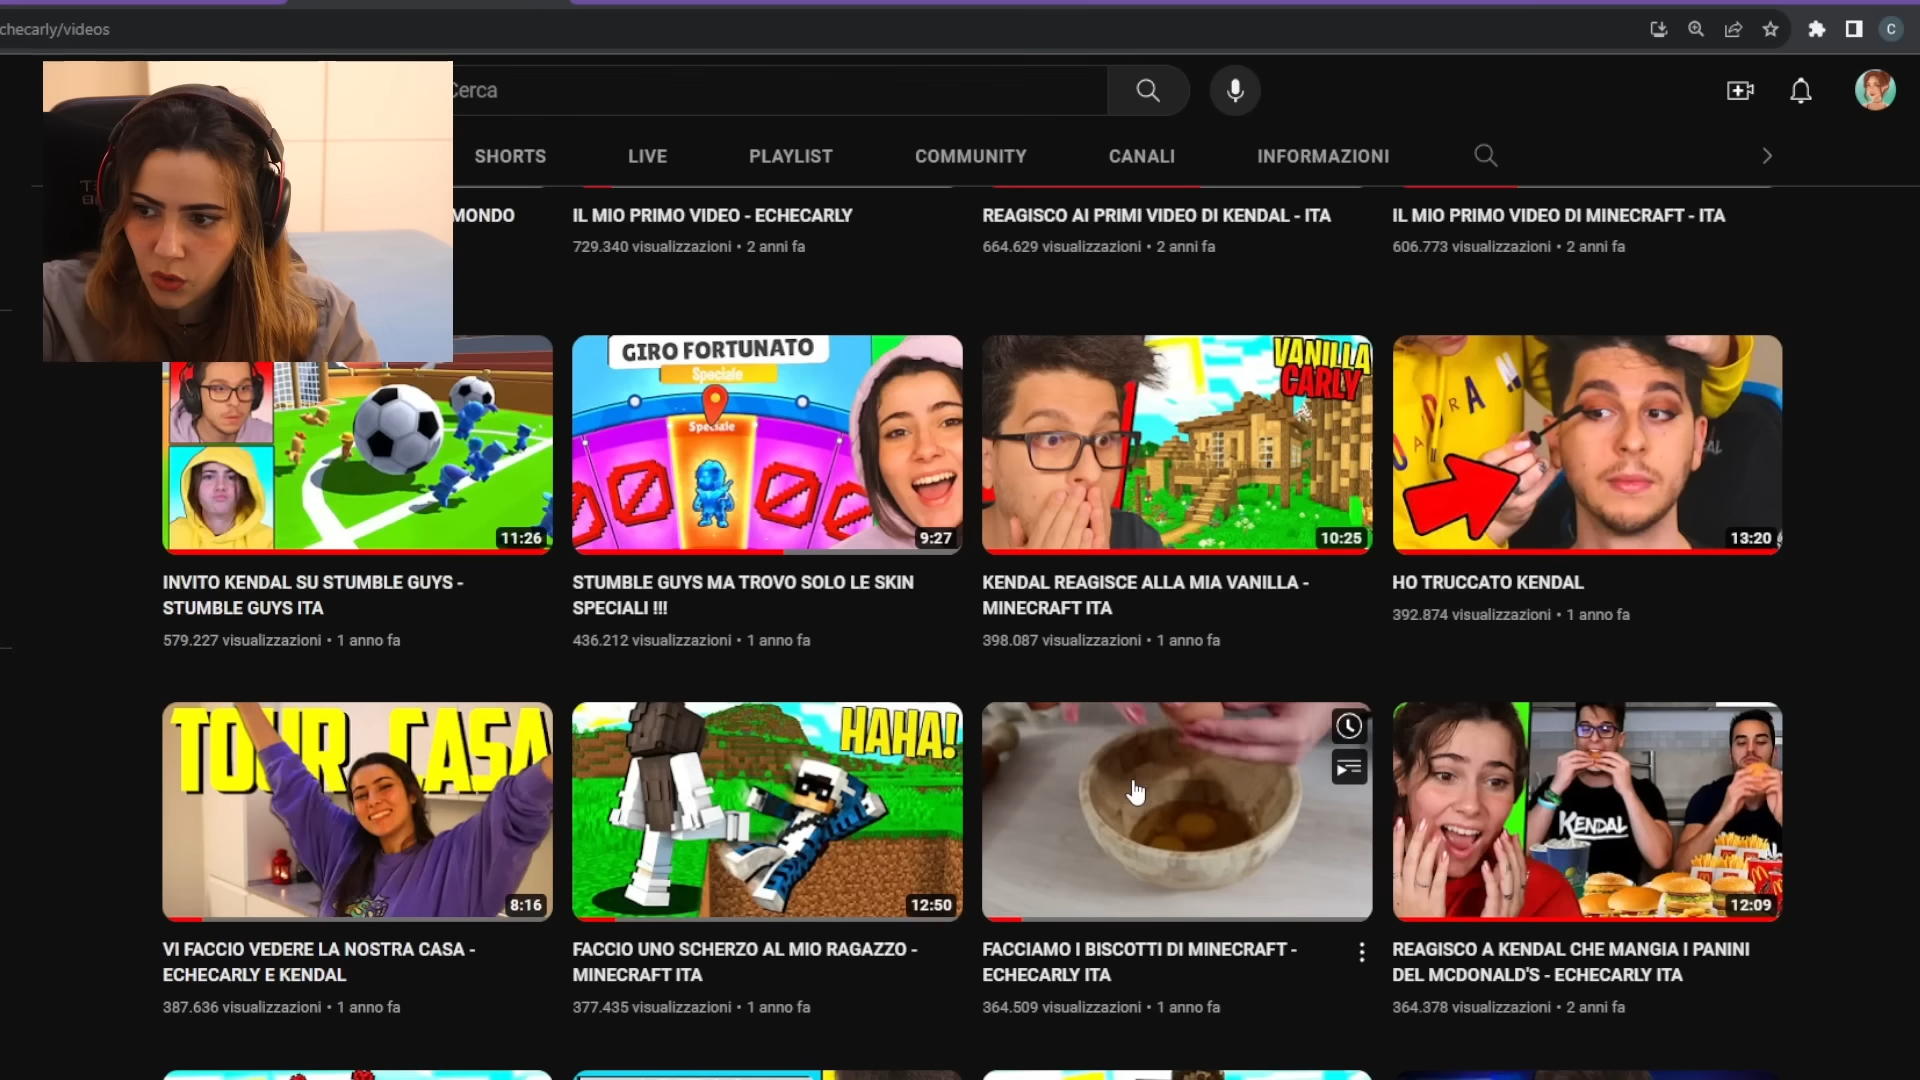 checarly/videos
C
Cerca
SHORTS
LIVE
PLAYLIST
COMMUNITY
CANALI
INFORMAZIONI
MONDO
IL MIO PRIMO VIDEO - ECHECARLY
729.340 visualizzazioni • 2 anni fa
REAGISCO AI PRIMI VIDEO DI KENDAL - ITA
664.629 visualizzazioni • 2 anni fa
IL MIO PRIMO VIDEO DI MINECRAFT - ITA
606.773 visualizzazioni • 2 anni fa
11:26
INVITO KENDAL SU STUMBLE GUYS -
STUMBLE GUYS ITA
579.227 visualizzazioni • 1 anno fa
GIRO FORTUNATO
Speciale
Speciale
9:27
STUMBLE GUYS MA TROVO SOLO LE SKIN
SPECIALI !!!
436.212 visualizzazioni • 1 anno fa
VANILLA
CARLY
10:25
KENDAL REAGISCE ALLA MIA VANILLA -
MINECRAFT ITA
398.087 visualizzazioni • 1 anno fa
13:20
HO TRUCCATO KENDAL
392.874 visualizzazioni • 1 anno fa
TOUR CASA
8:16
VI FACCIO VEDERE LA NOSTRA CASA -
ECHECARLY E KENDAL
387.636 visualizzazioni • 1 anno fa
HAHA!
12:50
FACCIO UNO SCHERZO AL MIO RAGAZZO -
MINECRAFT ITA
377.435 visualizzazioni • 1 anno fa
FACCIAMO I BISCOTTI DI MINECRAFT -
ECHECARLY ITA
364.509 visualizzazioni • 1 anno fa
KENDAL
12:09
REAGISCO A KENDAL CHE MANGIA I PANINI
DEL MCDONALD'S - ECHECARLY ITA
364.378 visualizzazioni • 2 anni fa